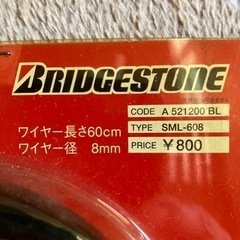 BRIDGESTONE
CODE A 521200 BL
ワイヤー長さ60cm
TYPE SML-608
ワイヤー径 8mm
PRICE ¥800